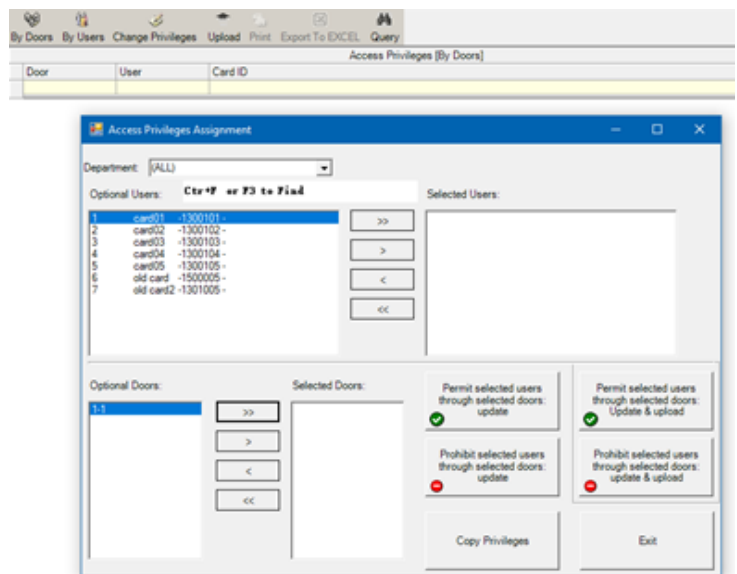 By Doors By Users Change Privileges Upload Print Export To EXCEL Query
Access Privileges [By Doors]
Door User Card ID
Access Privileges Assignment
Department: (ALL)
Optional Users: Ctr+F or F3 to Find Selected Users:
1 card01 -1300101 -
2 card02 -1300102 -
3 card03 -1300103 -
4 card04 -1300104 -
5 card05 -1300105 -
6 old card -1500005 -
7 old card2 -1301005 -
>>
>
<
<<
Optional Doors: Selected Doors:
1-1
>>
>
<
<<
Permit selected users
through selected doors:
update
Permit selected users
through selected doors:
Update & upload
Prohibit selected users
through selected doors:
update
Prohibit selected users
through selected doors:
update & upload
Copy Privileges
Exit